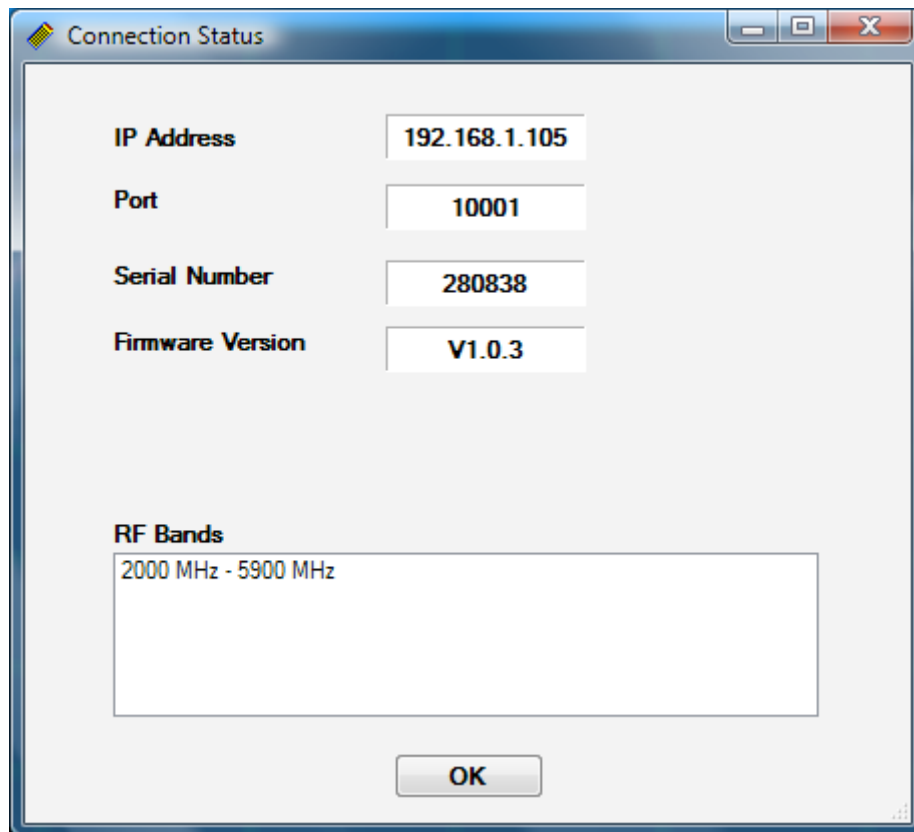 Connection Status
IP Address 192.168.1.105
Port 10001
Serial Number 280838
Firmware Version V1.0.3
RF Bands
2000 MHz - 5900 MHz
OK